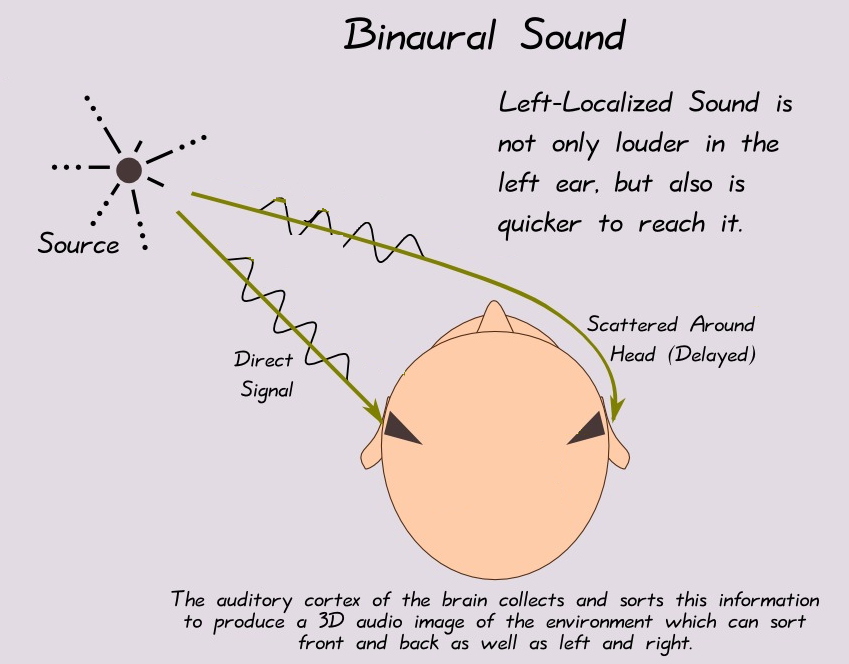 Binaural Sound
Left-Localized Sound is
not only louder in the
left ear, but also is
quicker to reach it.
Source
Scattered Around
Head (Delayed)
Direct
Signal
The auditory cortex of the brain collects and sorts this information
to produce a 3D audio image of the environment which can sort
front and back as well as left and right.